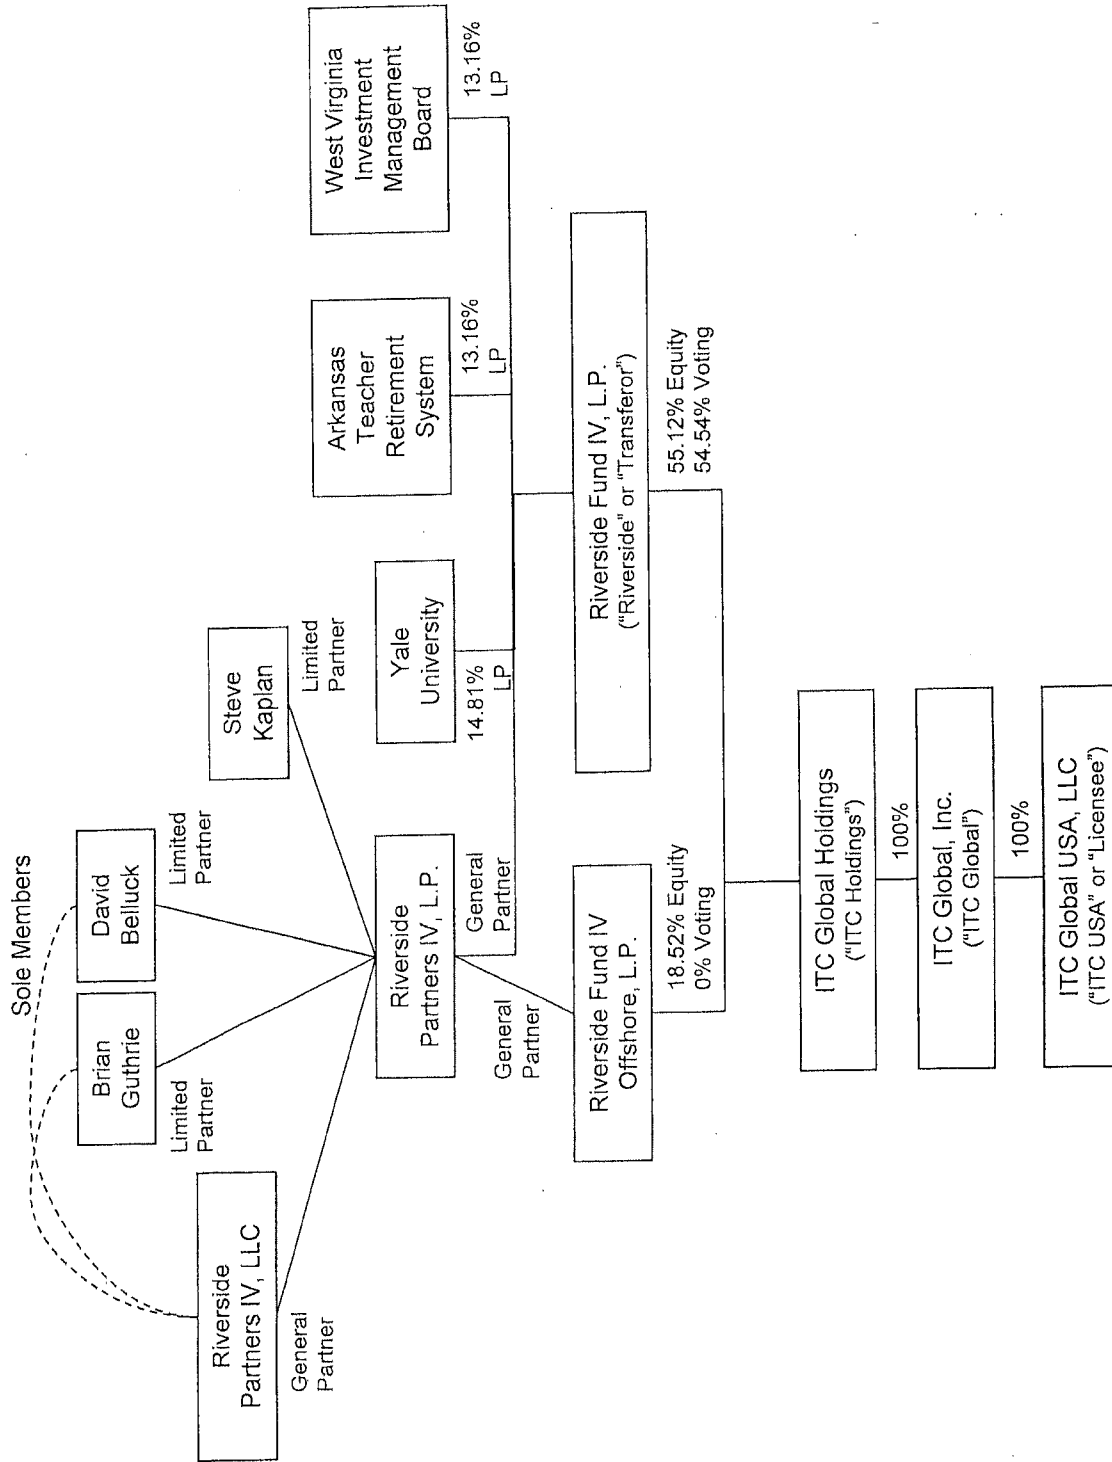 Sole Members
Brian
Guthrie
Limited
Partner
David
Belluck
Limited
Partner
Riverside
Partners IV, LLC
General
Partner
Steve
Kaplan
Limited
Partner
Riverside
Partners IV, L.P.
General
Partner
General
Partner
Yale
University
14.81%
LP
Arkansas
Teacher
Retirement
System
13.16%
LP
West Virginia
Investment
Management
Board
13.16%
LP
Riverside Fund IV
Offshore, L.P.
18.52% Equity
0% Voting
Riverside Fund IV, L.P.
("Riverside" or "Transferor")
55.12% Equity
54.54% Voting
ITC Global Holdings
("ITC Holdings")
100%
ITC Global, Inc.
("ITC Global")
100%
ITC Global USA, LLC
("ITC USA" or "Licensee")